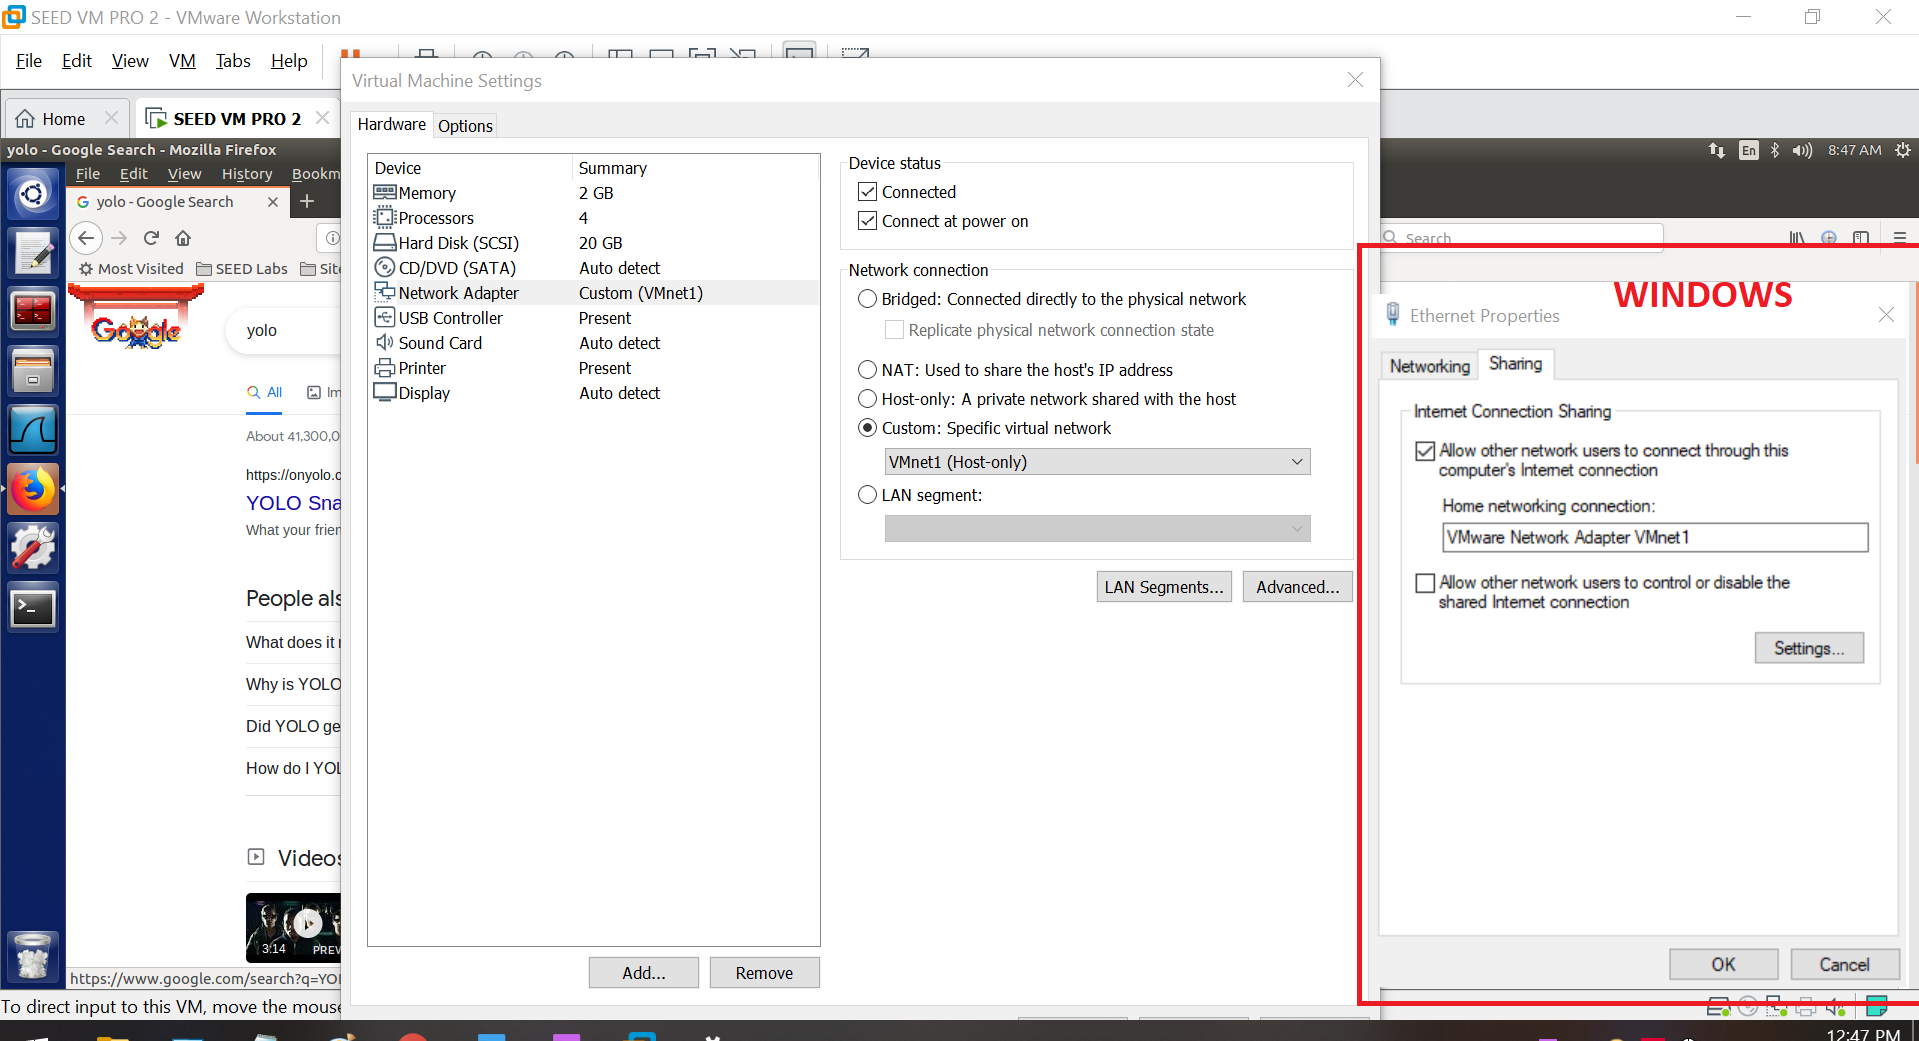 SEED VM PRO 2 - VMware Workstation
File Edit View VM Tabs Help
Home
SEED VM PRO 2
yolo - Google Search - Mozilla Firefox
En
8:47 AM
File Edit View History Bookm
yolo - Google Search
Search
Most Visited SEED Labs Site
Google
yolo
All Im
About 41,300,0
https://onyolo.c
YOLO Sna
What your frien
People als
What does it r
Why is YOLO
Did YOLO ge
How do I YOL
Videos
3:14 PREV
https://www.google.com/search?q=YOL
To direct input to this VM, move the mouse
Virtual Machine Settings
Hardware Options
Device Summary
Memory 2 GB
Processors 4
Hard Disk (SCSI) 20 GB
CD/DVD (SATA) Auto detect
Network Adapter Custom (VMnet1)
USB Controller Present
Sound Card Auto detect
Printer Present
Display Auto detect
Add... Remove
Device status
Connected
Connect at power on
Network connection
Bridged: Connected directly to the physical network
Replicate physical network connection state
NAT: Used to share the host's IP address
Host-only: A private network shared with the host
Custom: Specific virtual network
VMnet1 (Host-only)
LAN segment:
LAN Segments... Advanced...
WINDOWS
Ethernet Properties
Networking Sharing
Internet Connection Sharing
Allow other network users to connect through this
computer's Internet connection
Home networking connection:
VMware Network Adapter VMnet1
Allow other network users to control or disable the
shared Internet connection
Settings...
OK Cancel
12:47 PM